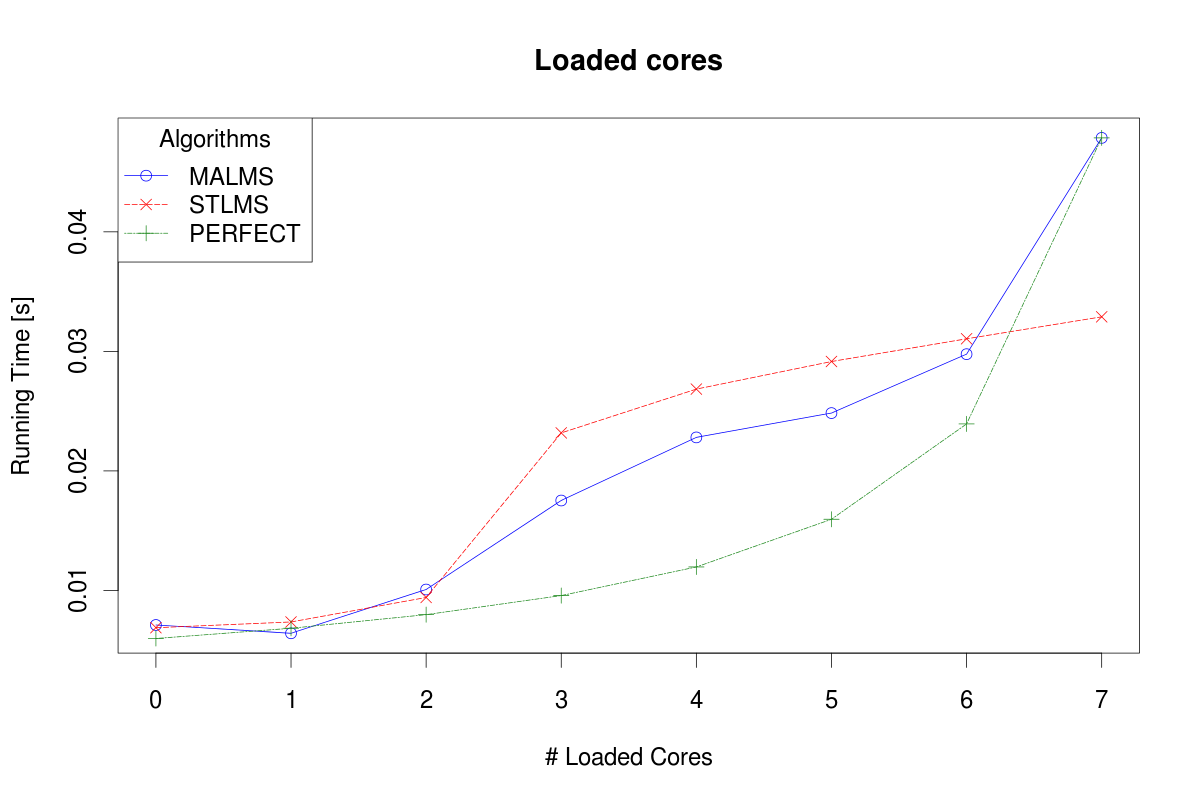 Loaded cores
Algorithms
MALMS
STLMS
PERFECT
Running Time [s]
0.04
0.03
0.02
0.01
0 1 2 3 4 5 6 7
# Loaded Cores